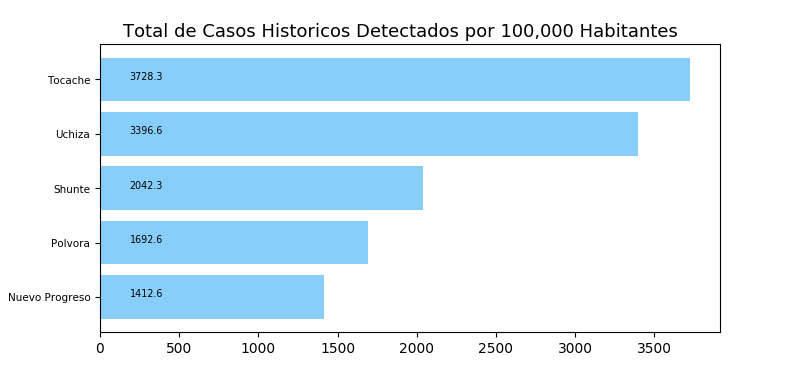 Total de Casos Historicos Detectados por 100,000 Habitantes
Tocache 3728.3
Uchiza 3396.6
Shunte 2042.3
Polvora 1692.6
Nuevo Progreso 1412.6
0 500 1000 1500 2000 2500 3000 3500